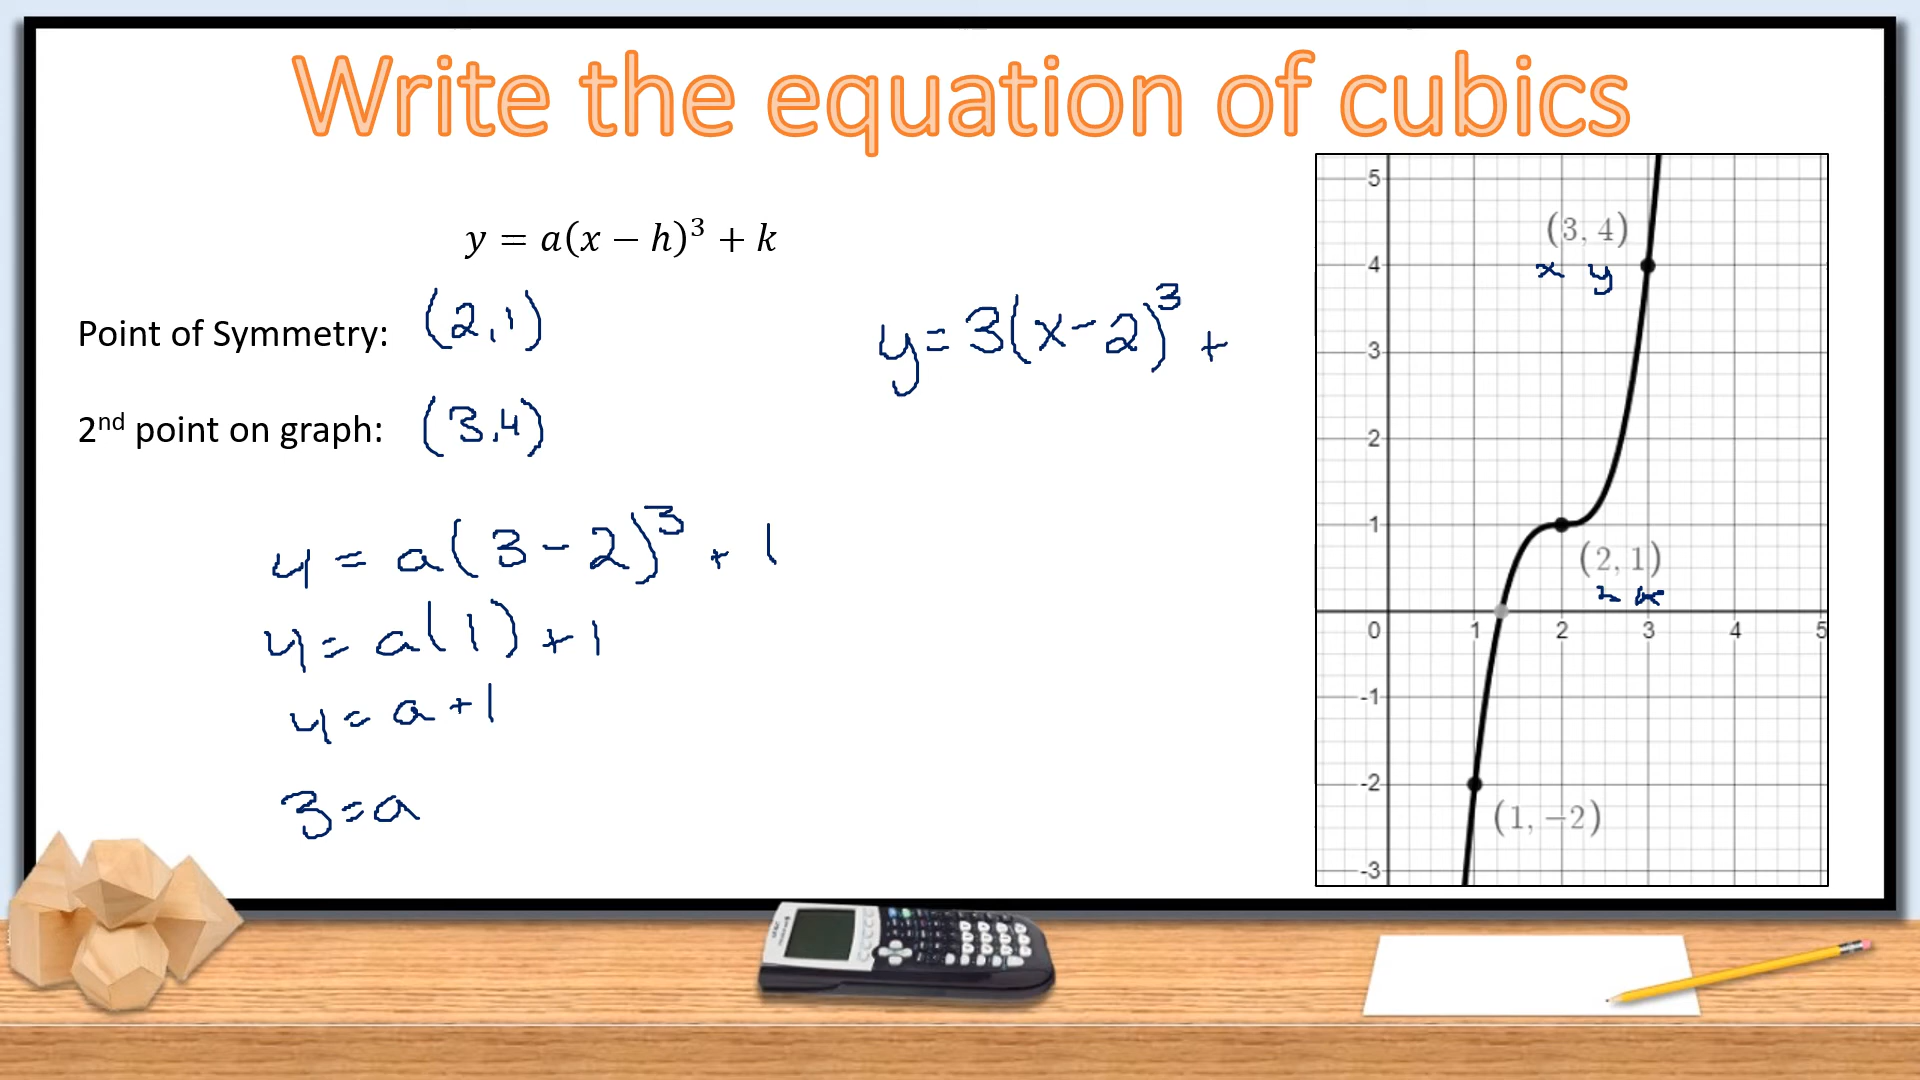 Write the equation of cubics
y = a(x − h)³ + k
Point of Symmetry: (2,1)
2nd point on graph: (3,4)
4 = a(3-2)³ + 1
4 = a(1) + 1
4 = a + 1
3 = a
y = 3(x-2)³ +
5
(3, 4)
x y
4
3
2
1
(2, 1)
h k
0 1 2 3 4 5
-1
-2
(1, −2)
-3